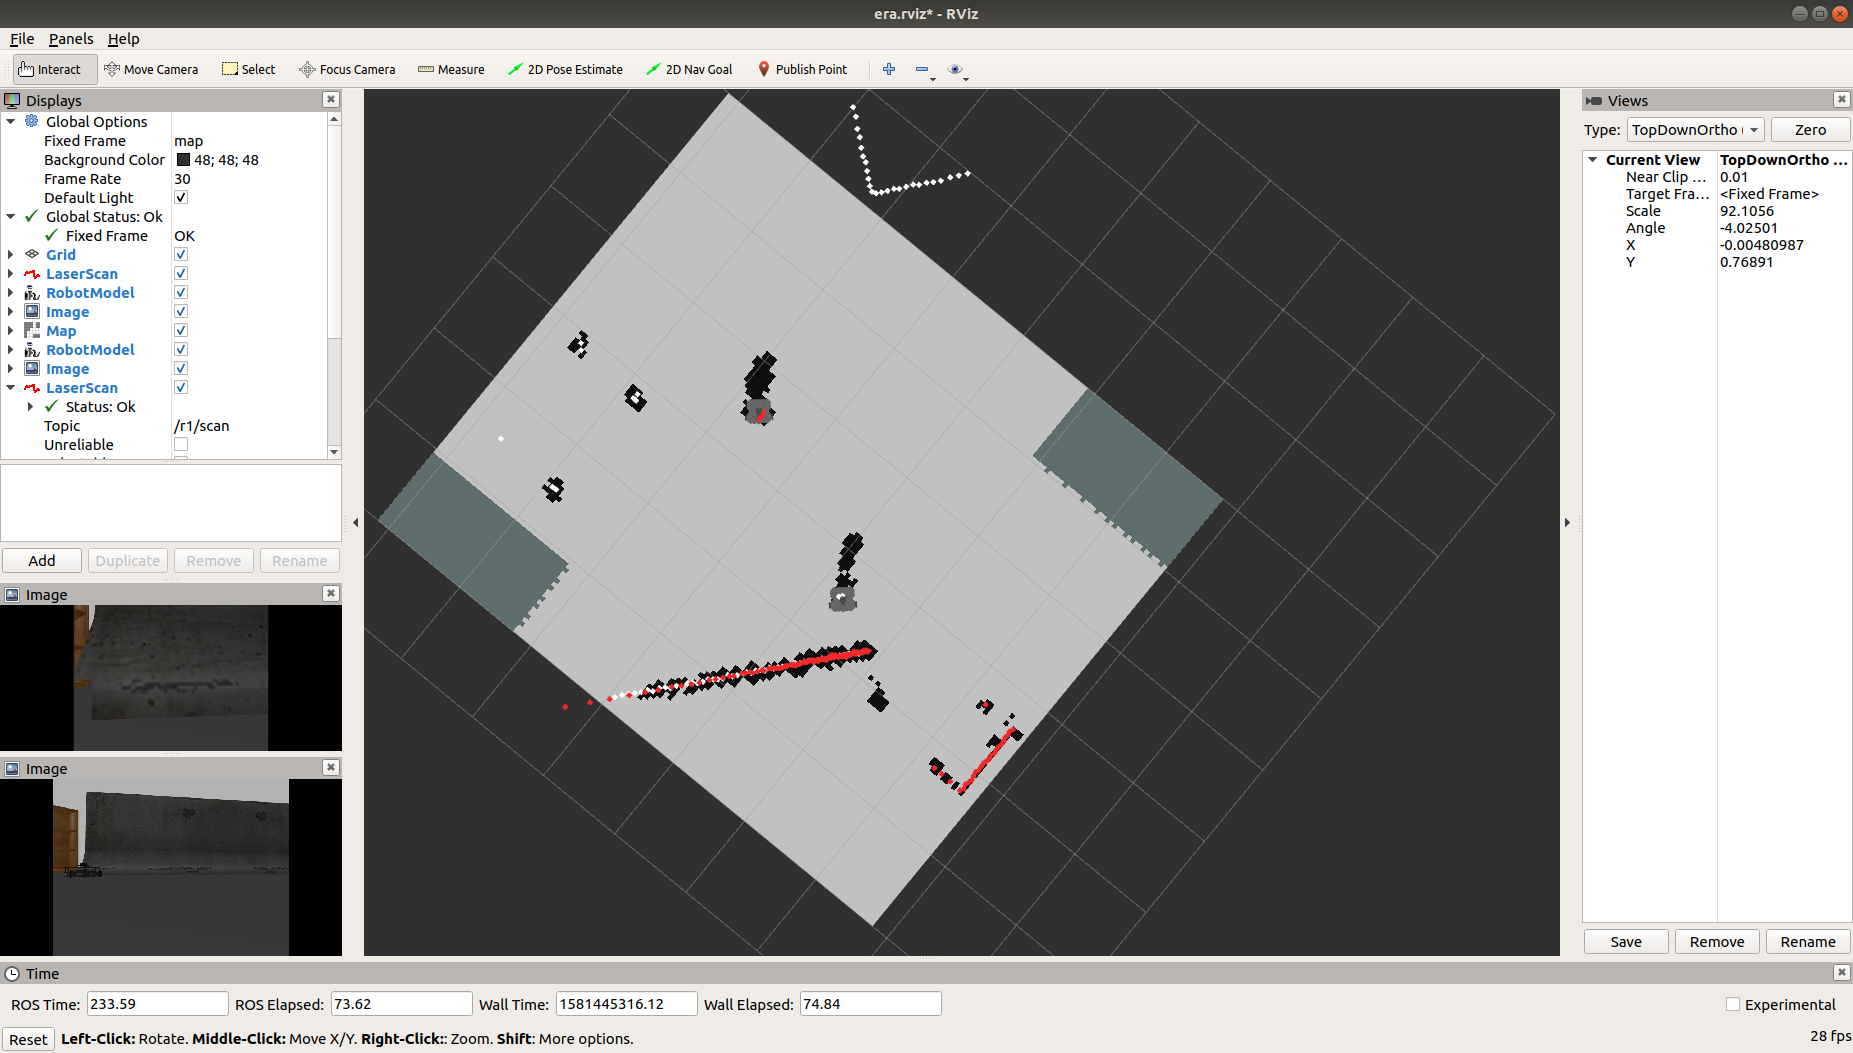 era.rviz* - RViz
File Panels Help
Interact Move Camera Select Focus Camera Measure 2D Pose Estimate 2D Nav Goal Publish Point
Displays
Global Options
Fixed Frame map
Background Color 48; 48; 48
Frame Rate 30
Default Light
Global Status: Ok
Fixed Frame OK
Grid
LaserScan
RobotModel
Image
Map
RobotModel
Image
LaserScan
Status: Ok
Topic /r1/scan
Unreliable
Add Duplicate Remove Rename
Image
Image
Views
Type: TopDownOrtho ( Zero
Current View TopDownOrtho ...
Near Clip ... 0.01
Target Fra... <Fixed Frame>
Scale 92.1056
Angle -4.02501
X -0.00480987
Y 0.76891
Save Remove Rename
Time
ROS Time: 233.59 ROS Elapsed: 73.62 Wall Time: 1581445316.12 Wall Elapsed: 74.84 Experimental
Reset Left-Click: Rotate. Middle-Click: Move X/Y. Right-Click:: Zoom. Shift: More options. 28 fps